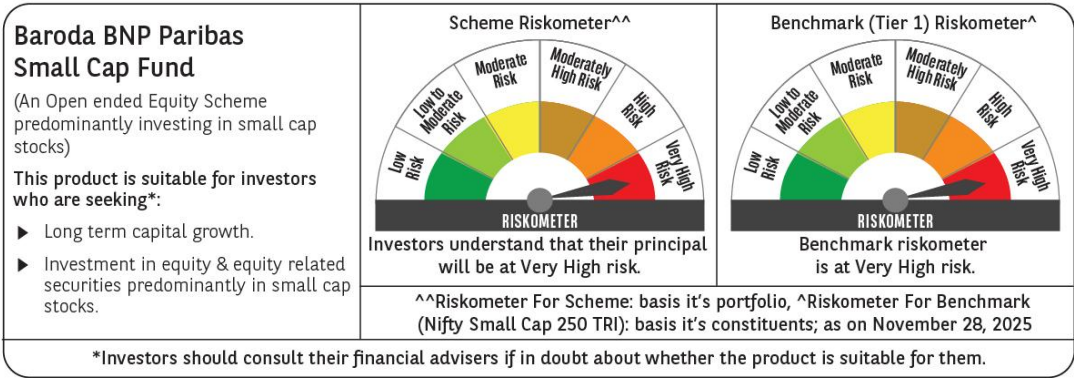 Baroda BNP Paribas
Small Cap Fund
(An Open ended Equity Scheme
predominantly investing in small cap
stocks)
This product is suitable for investors
who are seeking*:
▶ Long term capital growth.
▶ Investment in equity & equity related
securities predominantly in small cap
stocks.
Scheme Riskometer^^
Low
Risk
Low to
Moderate
Risk
Moderate
Risk
Moderately
High Risk
High
Risk
Very High
Risk
RISKOMETER
Investors understand that their principal
will be at Very High risk.
Benchmark (Tier 1) Riskometer^
Low
Risk
Low to
Moderate
Risk
Moderate
Risk
Moderately
High Risk
High
Risk
Very High
Risk
RISKOMETER
Benchmark riskometer
is at Very High risk.
^^Riskometer For Scheme: basis it’s portfolio, ^Riskometer For Benchmark
(Nifty Small Cap 250 TRI): basis it’s constituents; as on November 28, 2025
*Investors should consult their financial advisers if in doubt about whether the product is suitable for them.